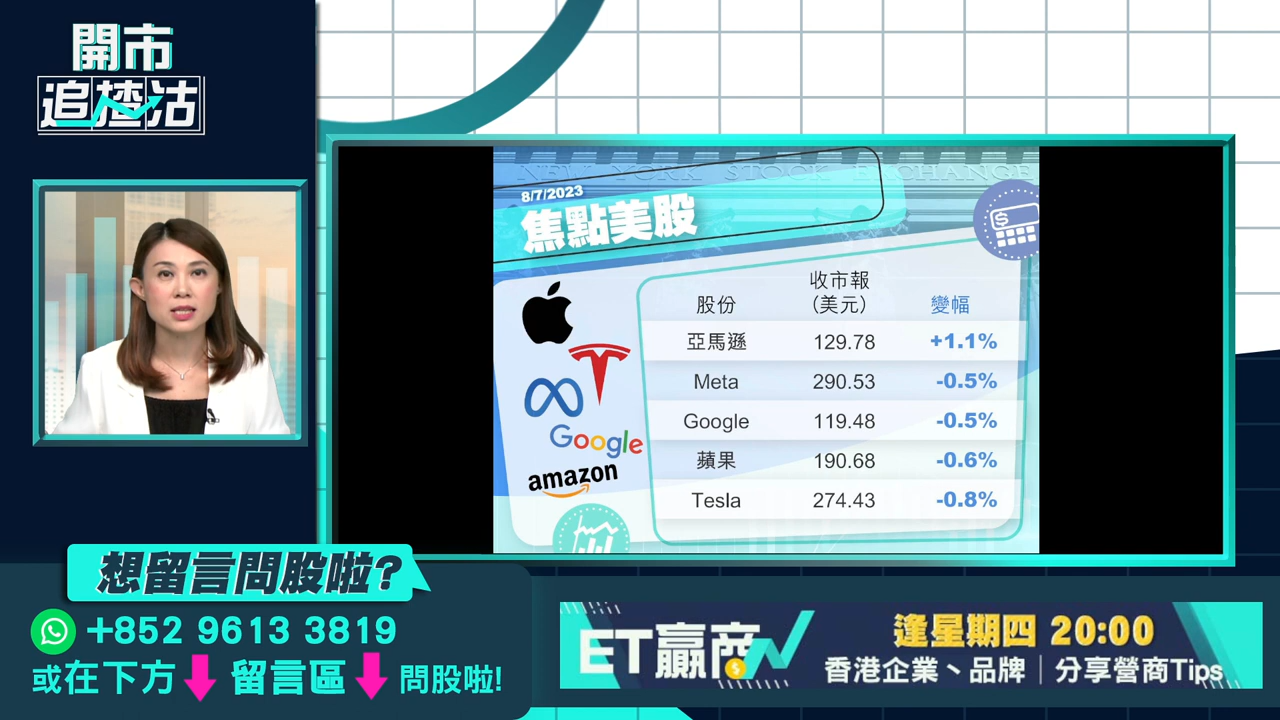 開市
追揸沽
NEW YORK STOCK EXCHANGE
8/7/2023
焦點美股
$
股份 收市報(美元) 變幅
亞馬遜 129.78 +1.1%
Meta 290.53 -0.5%
Google 119.48 -0.5%
蘋果 190.68 -0.6%
Tesla 274.43 -0.8%
Google
amazon
想留言問股啦?
+852 9613 3819
或在下方 留言區 問股啦!
ET贏商
$
逢星期四 20:00
香港企業、品牌｜分享營商Tips